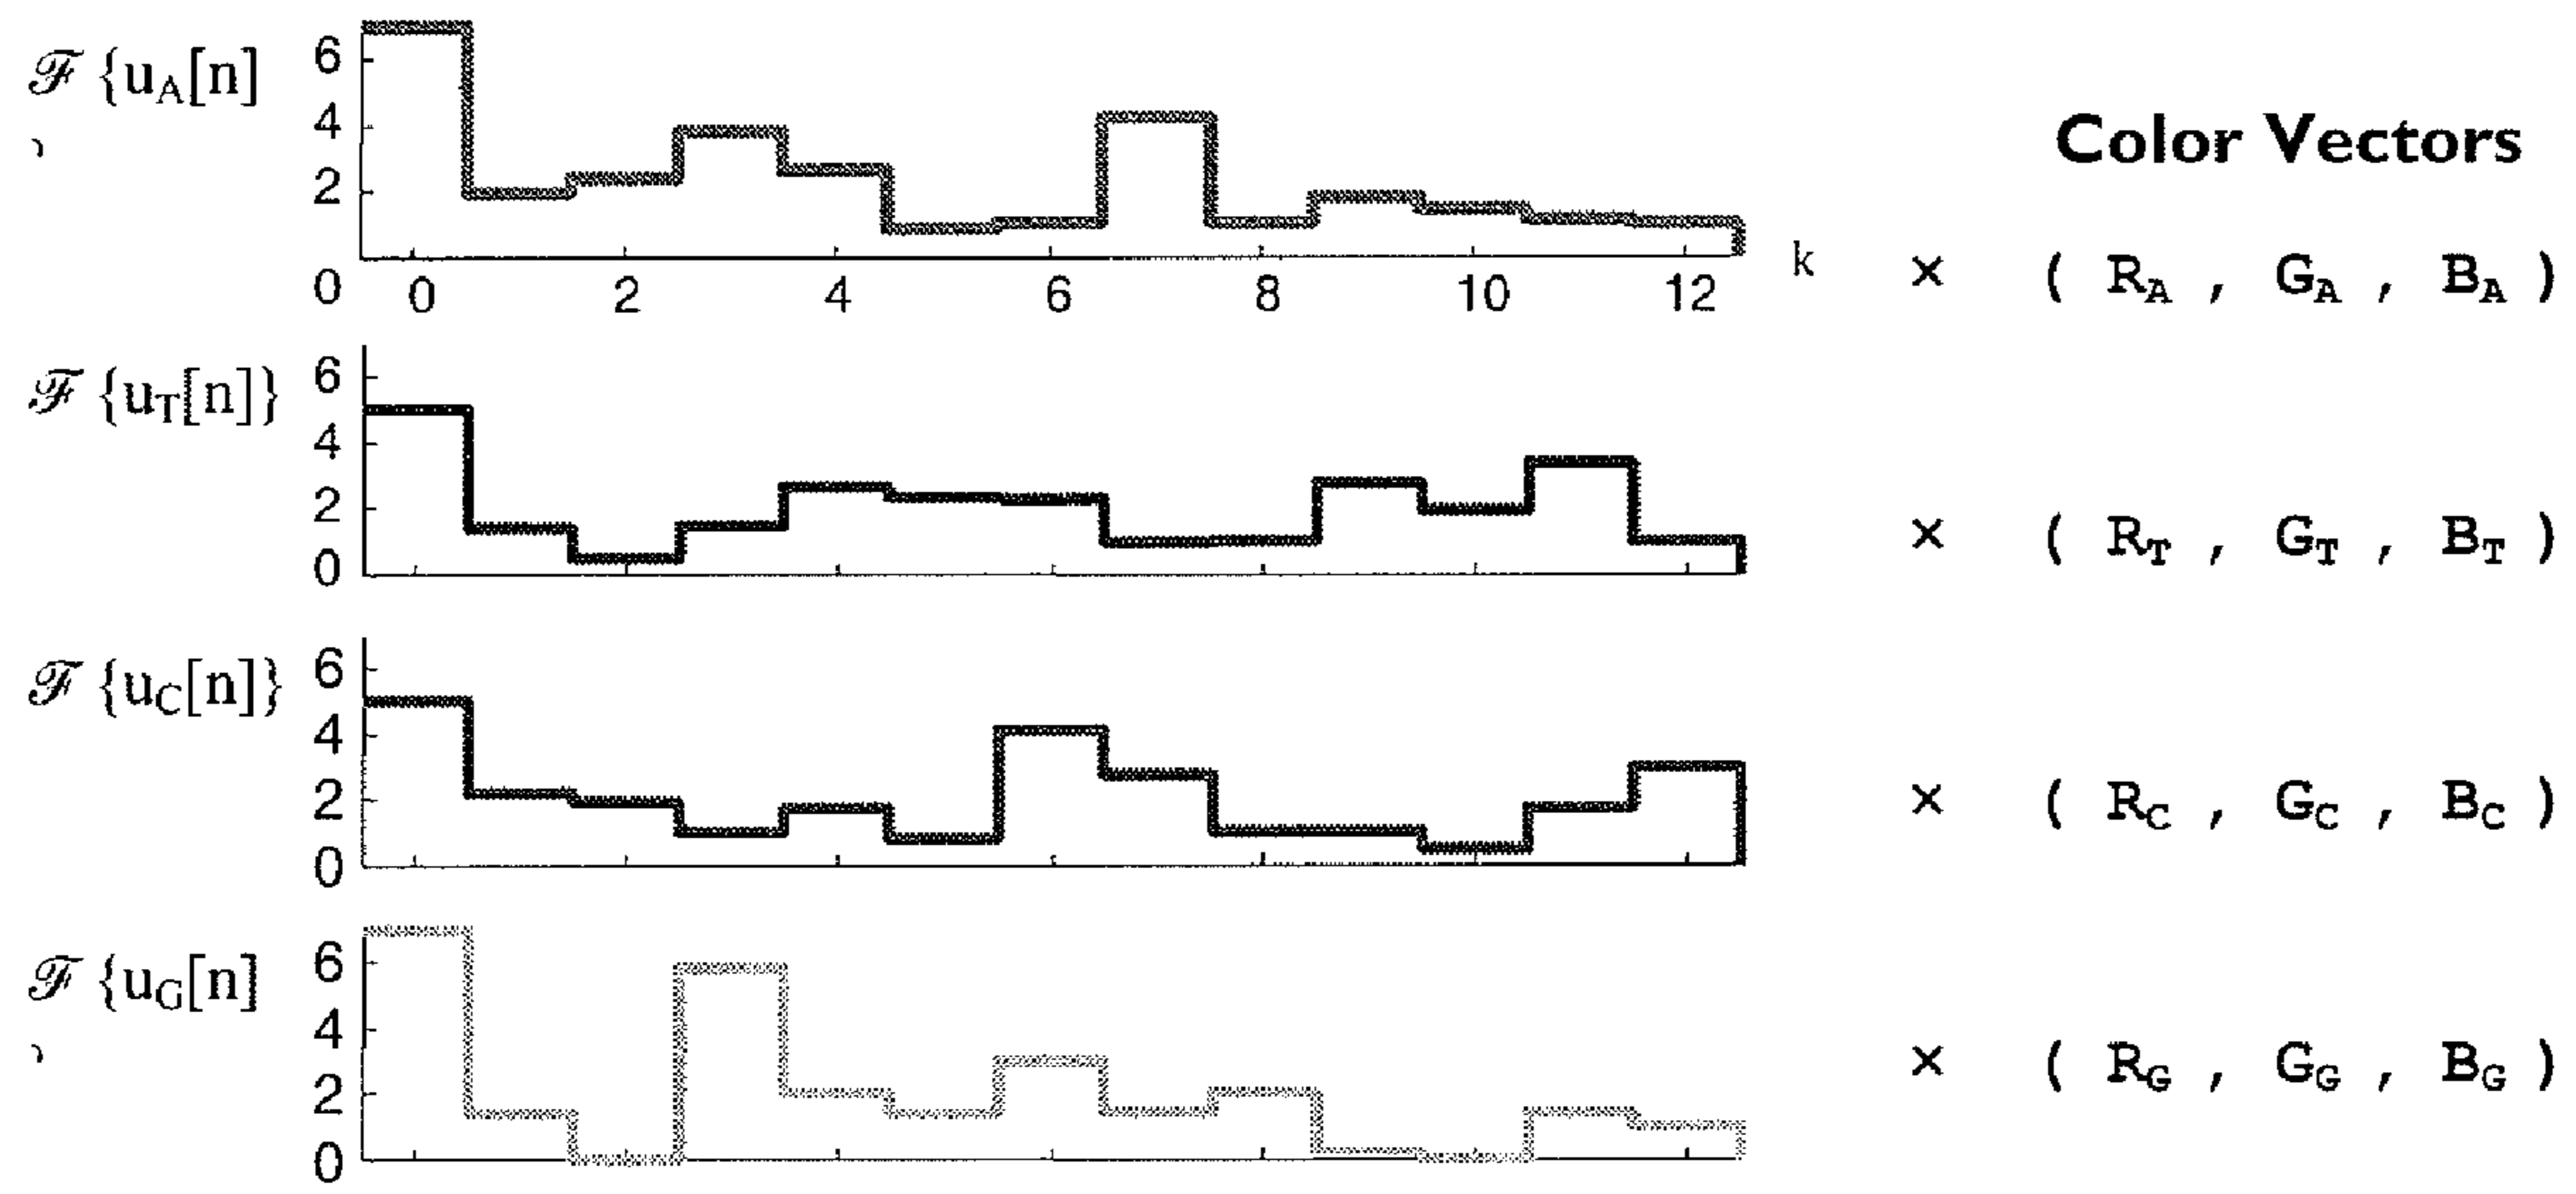 ℱ {u_A[n]
6
4
2
0
0 2 4 6 8 10 12
k
Color Vectors
× ( R_A , G_A , B_A )
ℱ {u_T[n]}
6
4
2
0
× ( R_T , G_T , B_T )
ℱ {u_C[n]}
6
4
2
0
× ( R_C , G_C , B_C )
ℱ {u_G[n]
6
4
2
0
× ( R_G , G_G , B_G )